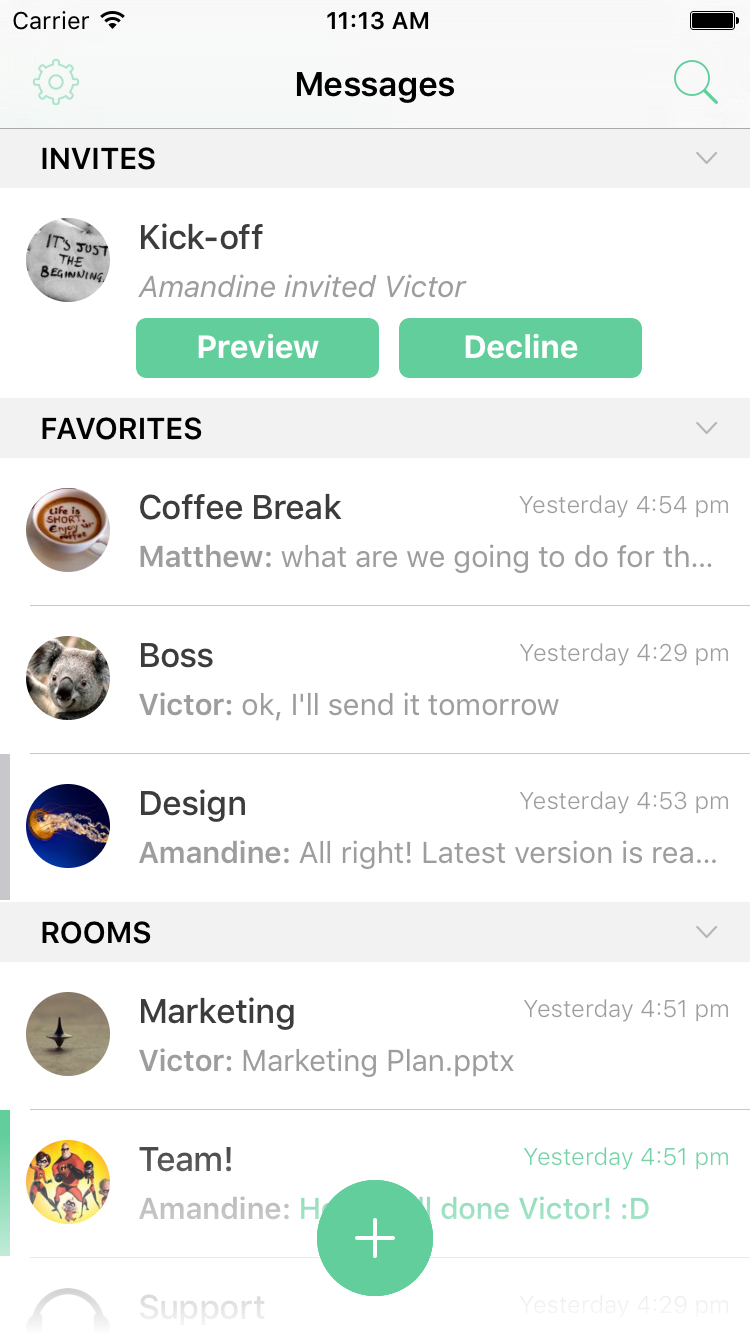 Carrier 11:13 AM
Messages
INVITES
IT'S JUST
THE
BEGINNING.
Kick-off
Amandine invited Victor
Preview Decline
FAVORITES
Life is
SHORT.
Enjoy ur
coffee
Coffee Break Yesterday 4:54 pm
Matthew: what are we going to do for th...
Boss Yesterday 4:29 pm
Victor: ok, I'll send it tomorrow
Design Yesterday 4:53 pm
Amandine: All right! Latest version is rea...
ROOMS
Marketing Yesterday 4:51 pm
Victor: Marketing Plan.pptx
Team! Yesterday 4:51 pm
Amandine: done Victor! :D
Support Yesterday 4:29 pm